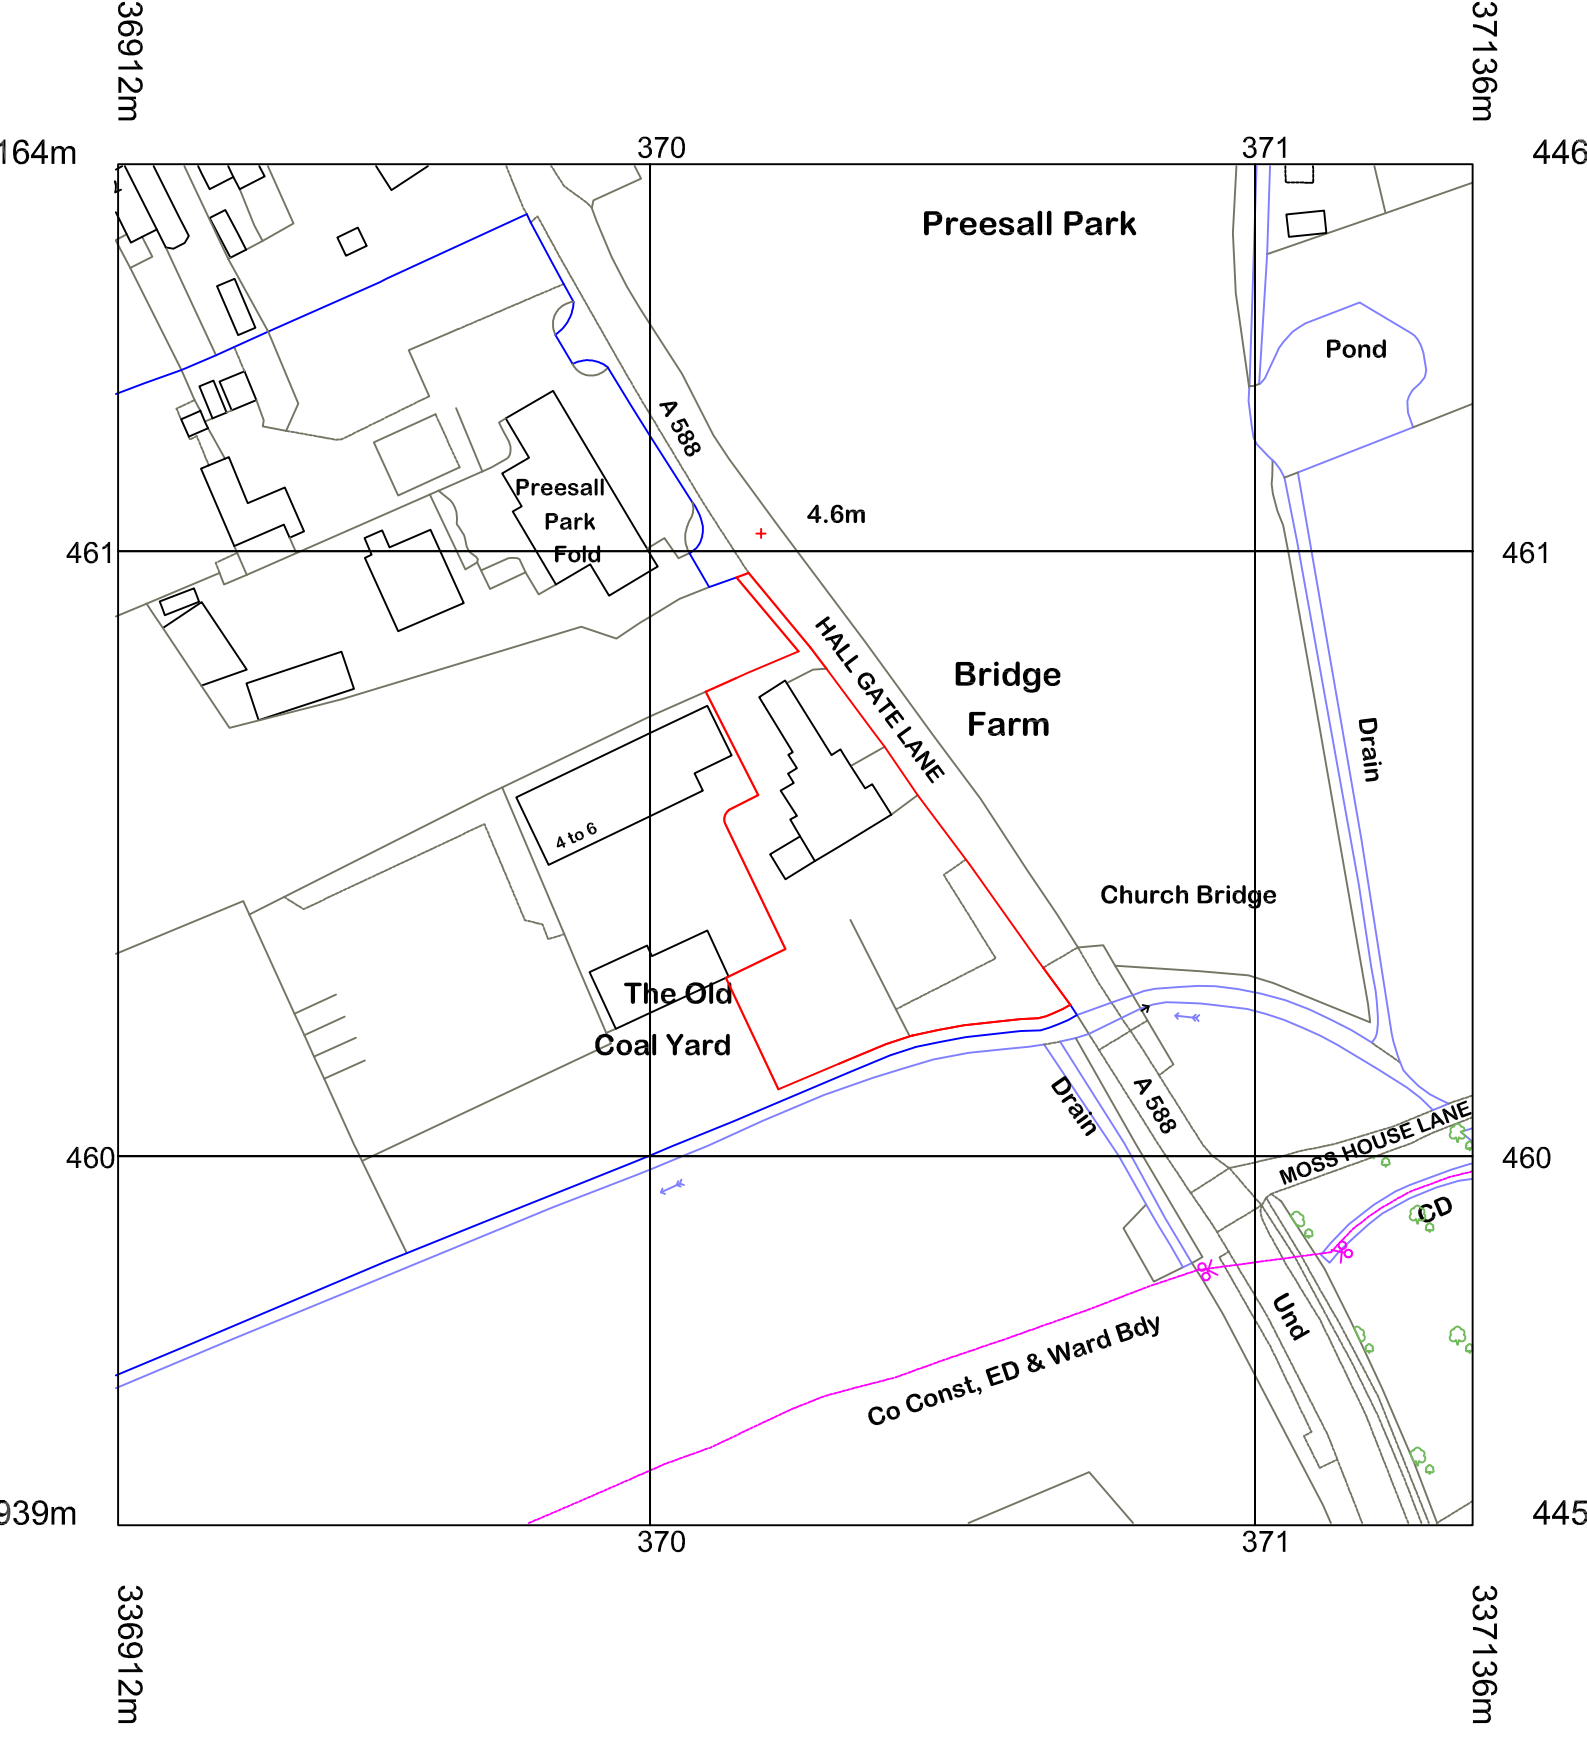 36912m
37136m
164m
370
371
446
Preesall Park
Pond
A 588
Preesall
Park
Fold
4.6m
461
461
HALL GATE LANE
Bridge
Farm
Drain
4 to 6
Church Bridge
The Old
Coal Yard
Drain
A 588
MOSS HOUSE LANE
460
460
CD
Und
Co Const, ED & Ward Bdy
939m
445
370
371
336912m
337136m